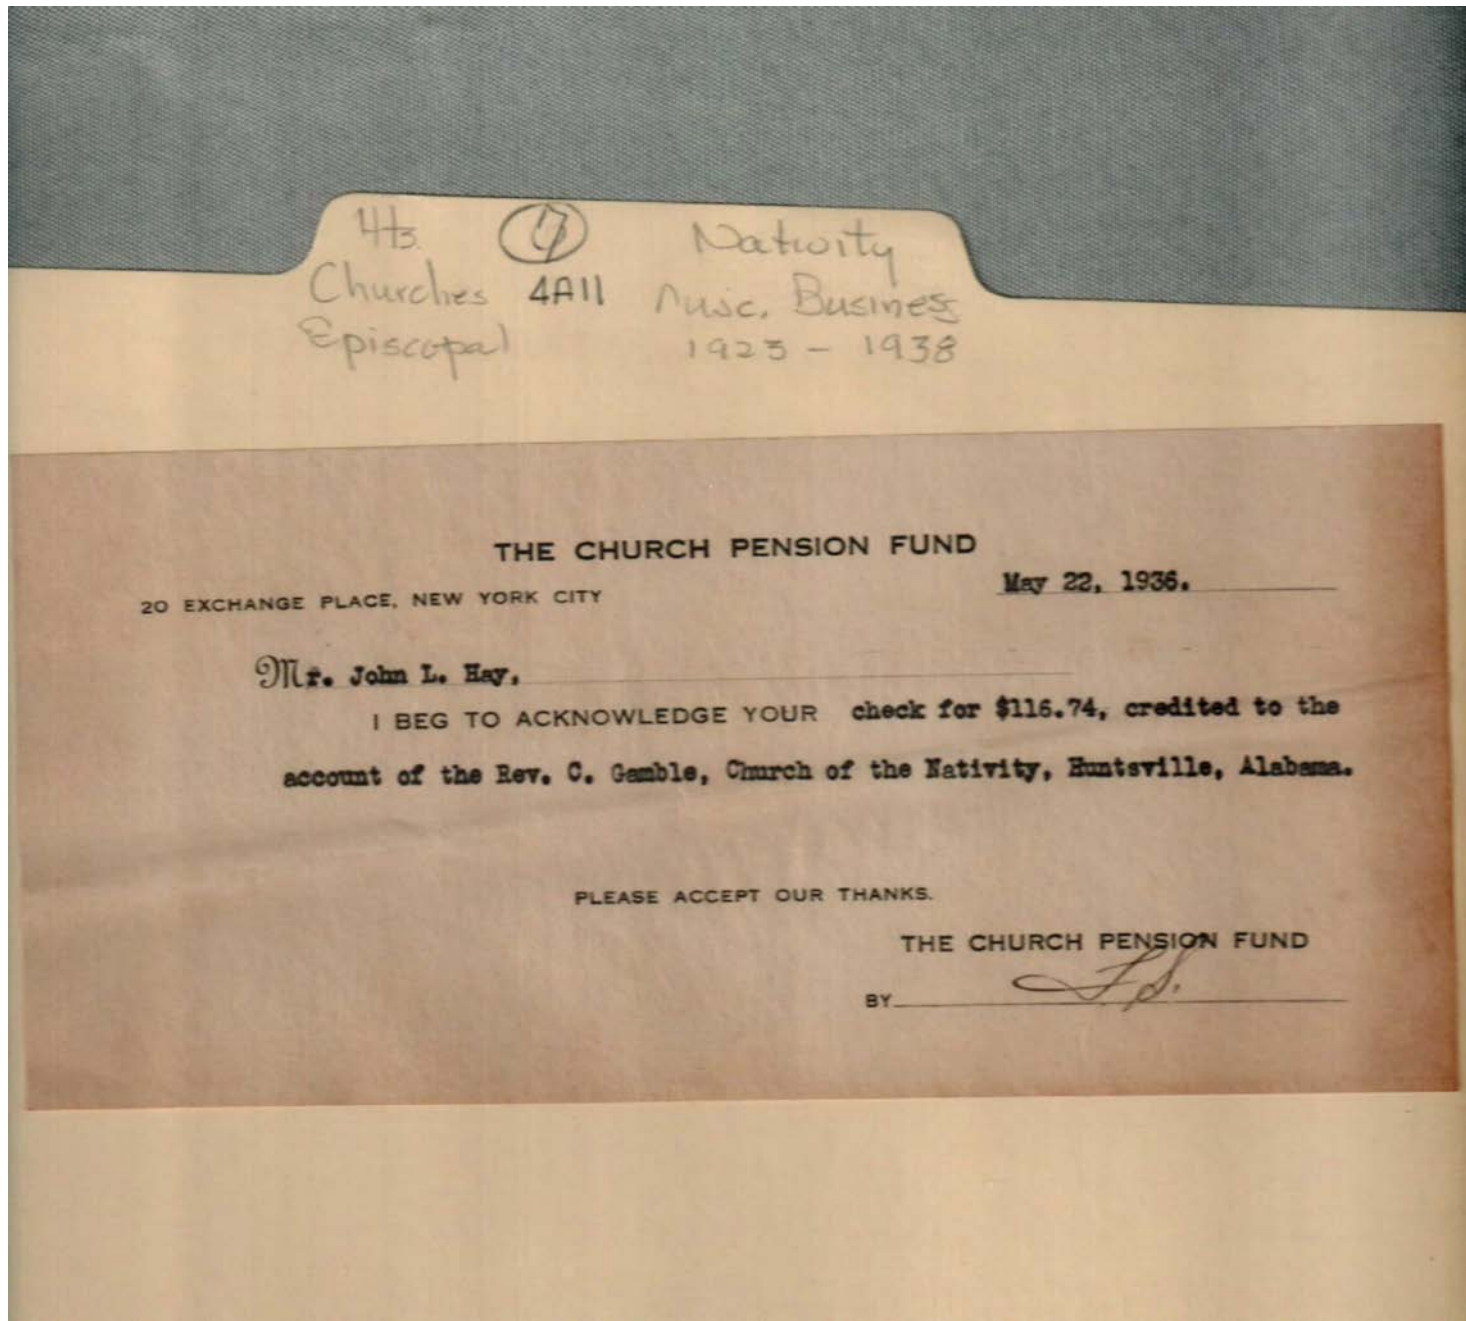 Hts. 7 Nativity
Churches 4A11 Misc. Business
Episcopal 1923 - 1938
THE CHURCH PENSION FUND
May 22, 1936.
20 EXCHANGE PLACE, NEW YORK CITY
Mr. John L. Hay,
I BEG TO ACKNOWLEDGE YOUR check for $116.74, credited to the
account of the Rev. C. Gamble, Church of the Nativity, Huntsville, Alabama.
PLEASE ACCEPT OUR THANKS.
THE CHURCH PENSION FUND
BY